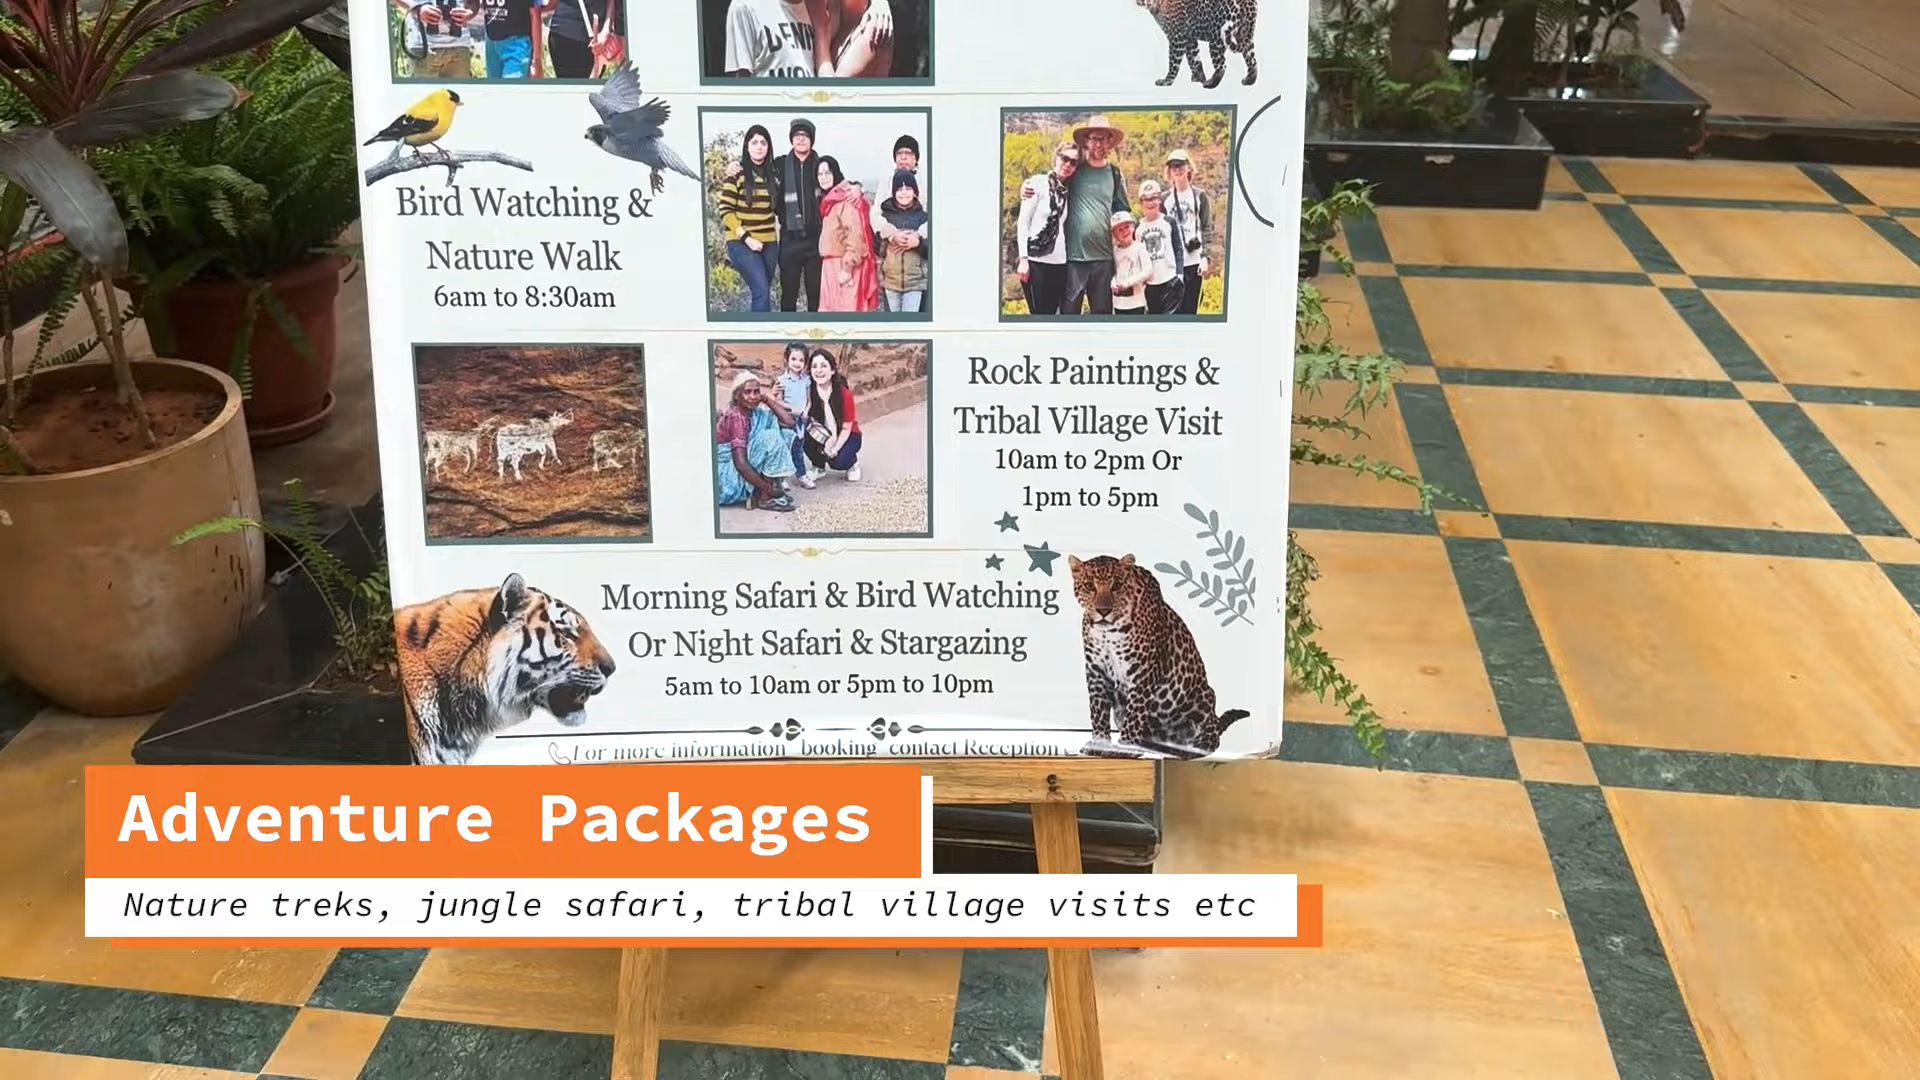 Bird Watching &
Nature Walk
6am to 8:30am
Rock Paintings &
Tribal Village Visit
10am to 2pm Or
1pm to 5pm
Morning Safari & Bird Watching
Or Night Safari & Stargazing
5am to 10am or 5pm to 10pm
For more information booking contact Reception
Adventure Packages
Nature treks, jungle safari, tribal village visits etc